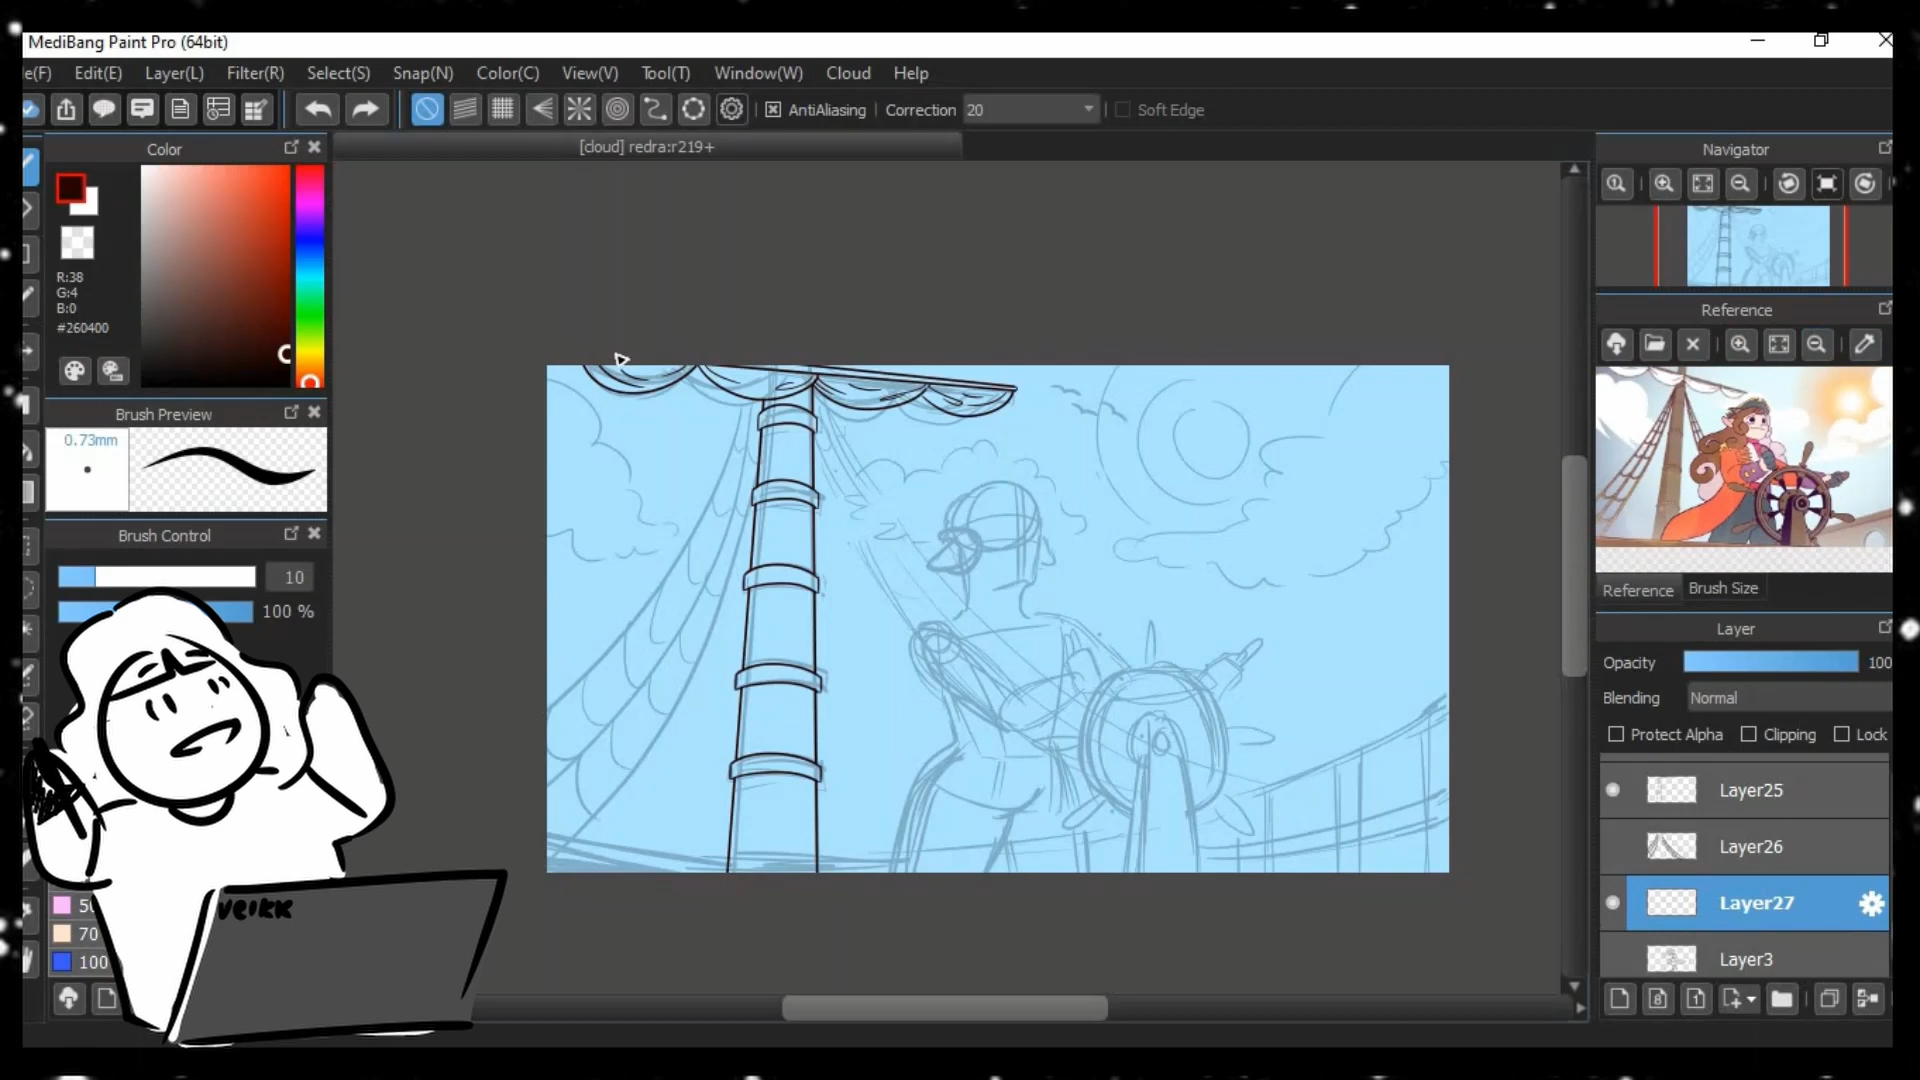 MediBang Paint Pro (64bit)
e(F) Edit(E) Layer(L) Filter(R) Select(S) Snap(N) Color(C) View(V) Tool(T) Window(W) Cloud Help
AntiAliasing Correction 20 Soft Edge
Color
[cloud] redra:r219+
Navigator
R:38
G:4
B:0
#260400
Reference
Brush Preview
0.73mm
Brush Control
10
100 %
Reference Brush Size
Layer
Opacity 100
Blending Normal
Protect Alpha Clipping Lock
Layer25
Layer26
Layer27
Layer3
50
70
100
VEIKK